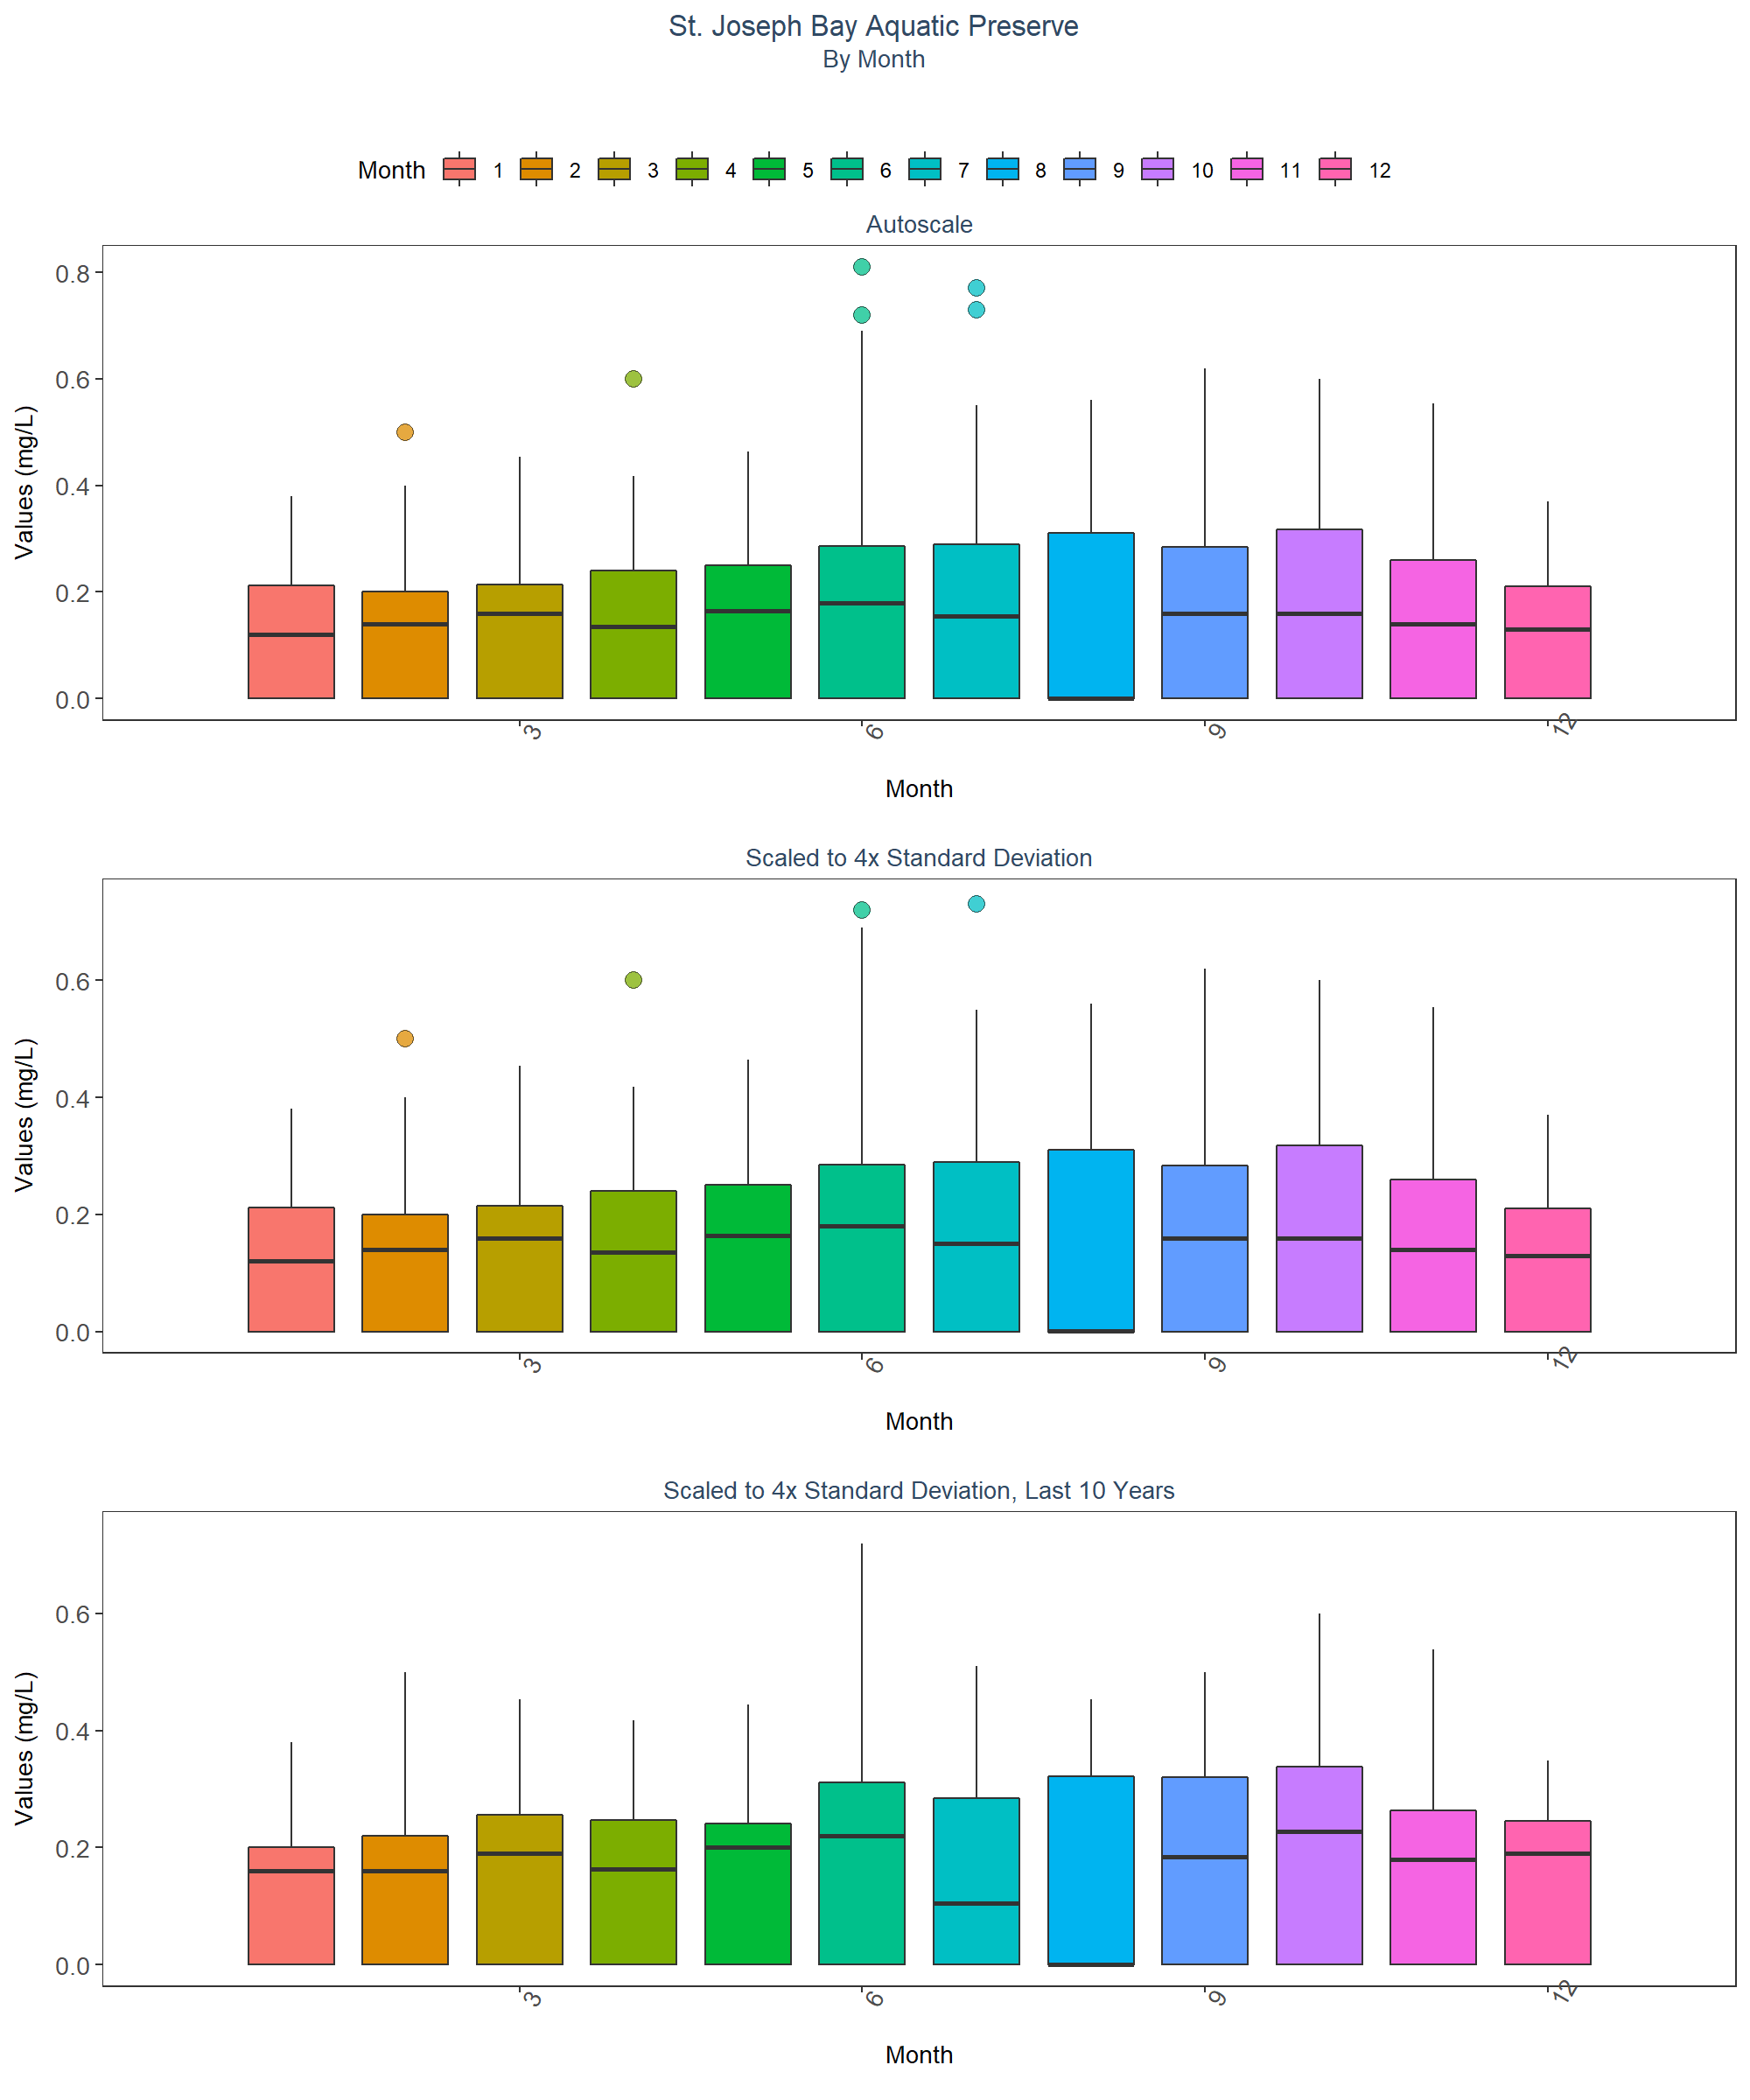 St. Joseph Bay Aquatic Preserve
By Month
Month 1 2 3 4 5 6 7 8 9 10 11 12
Autoscale
Values (mg/L)
0.8
0.6
0.4
0.2
0.0
3 6 9 12
Month
Scaled to 4x Standard Deviation
Values (mg/L)
0.6
0.4
0.2
0.0
3 6 9 12
Month
Scaled to 4x Standard Deviation, Last 10 Years
Values (mg/L)
0.6
0.4
0.2
0.0
3 6 9 12
Month